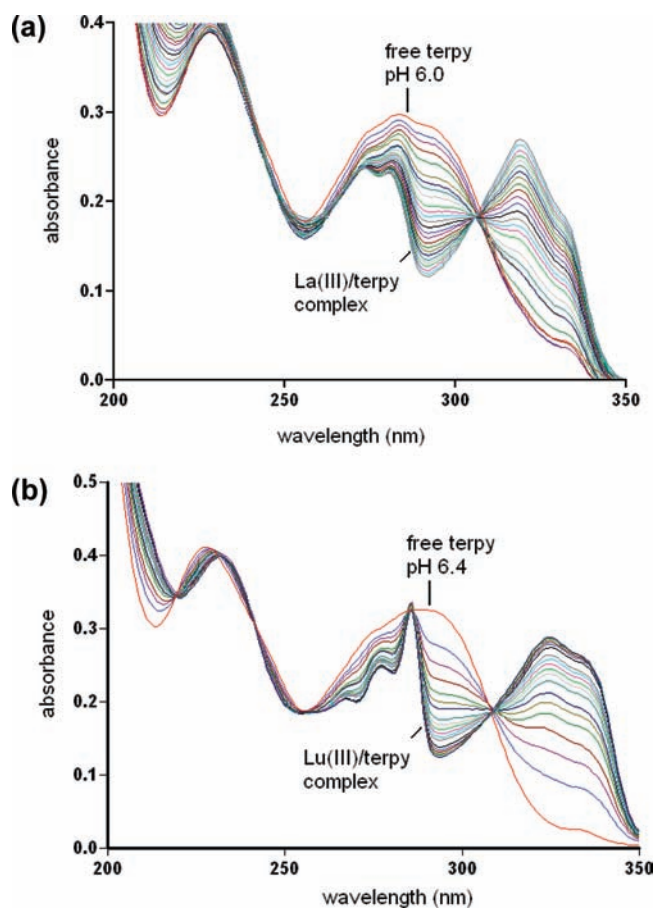 (a)
0.4
0.3
0.2
0.1
0.0
absorbance
free terpy
pH 6.0
La(III)/terpy
complex
200
250
300
350
wavelength (nm)
(b)
0.5
0.4
0.3
0.2
0.1
0.0
absorbance
free terpy
pH 6.4
Lu(III)/terpy
complex
200
250
300
350
wavelength (nm)